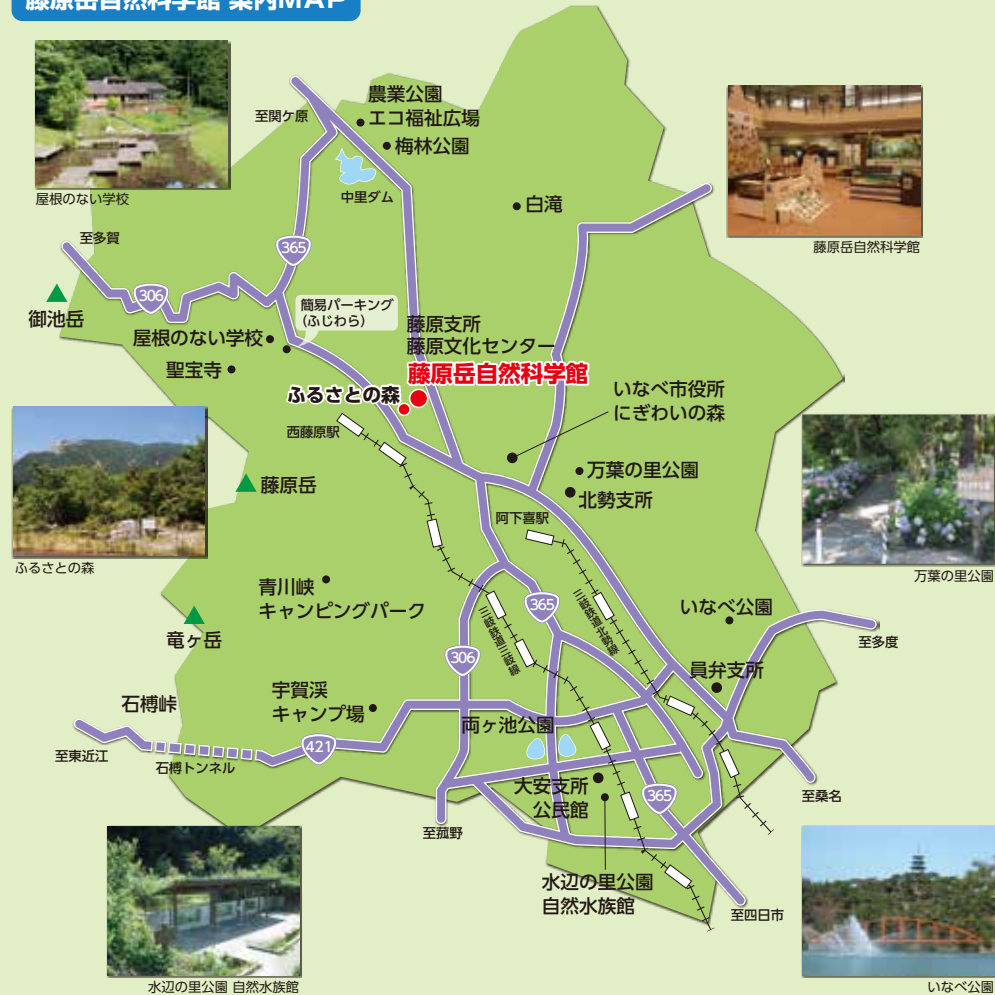 藤原岳自然科学館 案内MAP
農業公園
エコ福祉広場
至関ケ原
梅林公園
中里ダム
屋根のない学校
白滝
藤原岳自然科学館
至多賀
365
306
御池岳
簡易パーキング
(ふじわら)
屋根のない学校
藤原支所
藤原文化センター
聖宝寺
藤原岳自然科学館
ふるさとの森
いなべ市役所
にぎわいの森
西藤原駅
万葉の里公園
藤原岳
北勢支所
阿下喜駅
ふるさとの森
万葉の里公園
青川峡
キャンピングパーク
365
三岐鉄道三岐線
三岐鉄道北勢線
いなべ公園
竜ヶ岳
至多度
306
員弁支所
石榑峠
宇賀渓
キャンプ場
両ヶ池公園
至東近江
石榑トンネル
421
大安支所
公民館
365
至桑名
至菰野
水辺の里公園
自然水族館
至四日市
水辺の里公園 自然水族館
いなべ公園